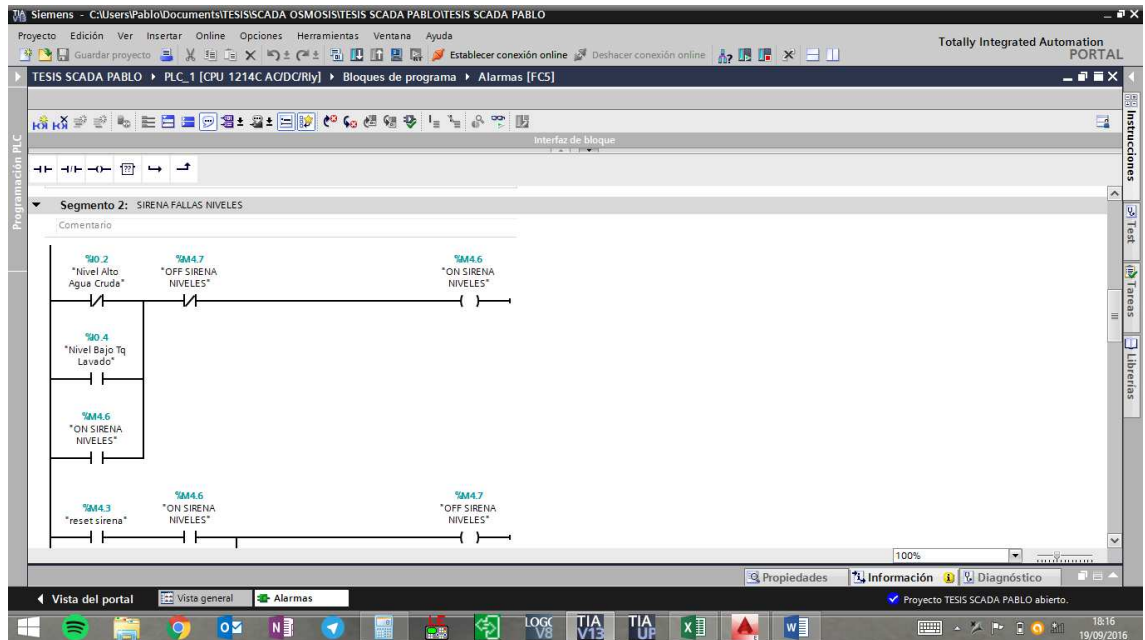 Siemens - C:\Users\Pablo\Documents\TESIS\SCADA OSMOSIS\TESIS SCADA PABLO\TESIS SCADA PABLO
Proyecto Edición Ver Insertar Online Opciones Herramientas Ventana Ayuda
Totally Integrated Automation
PORTAL
Guardar proyecto
Establecer conexión online
Deshacer conexión online
TESIS SCADA PABLO
PLC_1 [CPU 1214C AC/DC/Rly]
Bloques de programa
Alarmas [FC5]
Interfaz de bloque
Programación PLC
Instrucciones
Test
Tareas
Librerías
Segmento 2: SIRENA FALLAS NIVELES
Comentario
%I0.2 %M4.7 %M4.6
"Nivel Alto "OFF SIRENA "ON SIRENA
Agua Cruda" NIVELES" NIVELES"
%I0.4
"Nivel Bajo Tq
Lavado"
%M4.6
"ON SIRENA
NIVELES"
%M4.6 %M4.7
%M4.3 "ON SIRENA "OFF SIRENA
"reset sirena" NIVELES" NIVELES"
100%
Propiedades Información Diagnóstico
Vista del portal Vista general Alarmas
Proyecto TESIS SCADA PABLO abierto.
TIA
V13
TIA
UP
18:16
19/09/2016